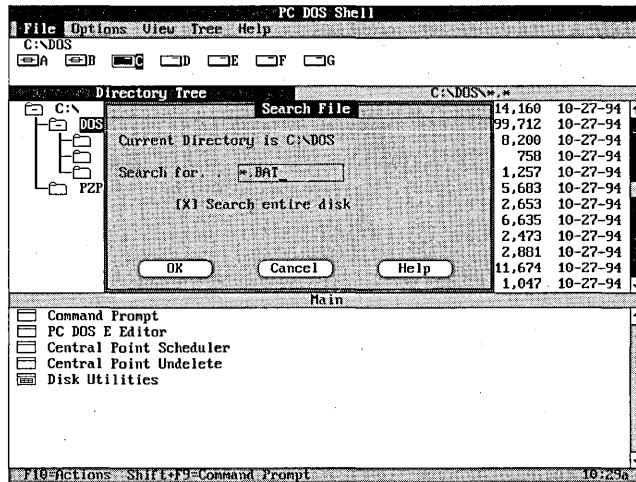 PC DOS Shell
File Options View Tree Help
C:\DOS
A B C D E F G
Directory Tree C:\DOS\*.*
C:\
DOS
PZP
Search File
Current Directory is C:\DOS
Search for. . *.BAT_
[X] Search entire disk
OK Cancel Help
14,160 10-27-94
99,712 10-27-94
8,200 10-27-94
758 10-27-94
1,257 10-27-94
5,683 10-27-94
2,653 10-27-94
6,635 10-27-94
2,473 10-27-94
2,881 10-27-94
11,674 10-27-94
1,047 10-27-94
Main
Command Prompt
PC DOS E Editor
Central Point Scheduler
Central Point Undelete
Disk Utilities
F10=Actions Shift+F9=Command Prompt 10:29a